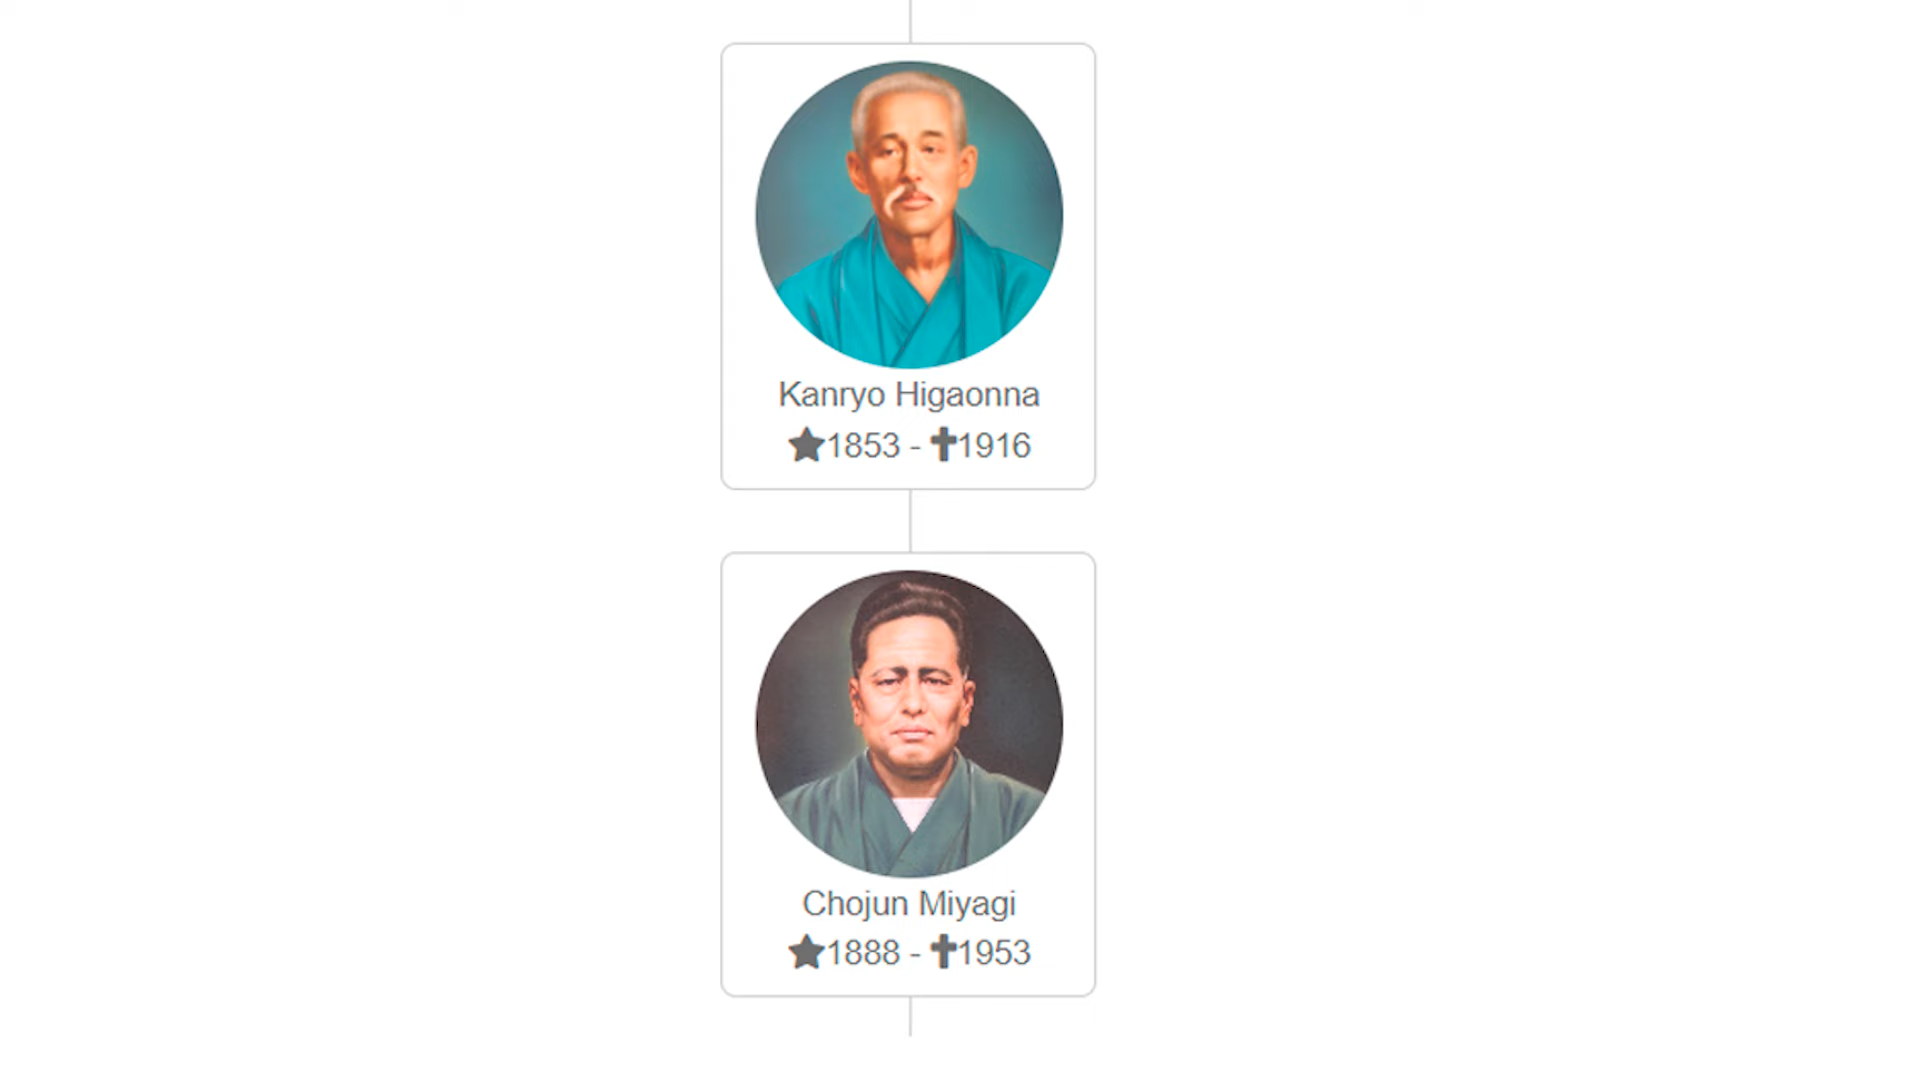 Kanryo Higaonna
★1853 - ✝1916
Chojun Miyagi
★1888 - ✝1953